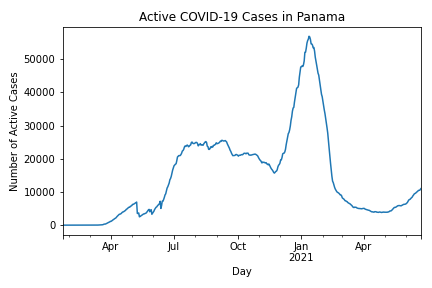 Active COVID-19 Cases in Panama
Number of Active Cases
50000
40000
30000
20000
10000
0
Apr
Jul
Oct
Jan
2021
Apr
Day